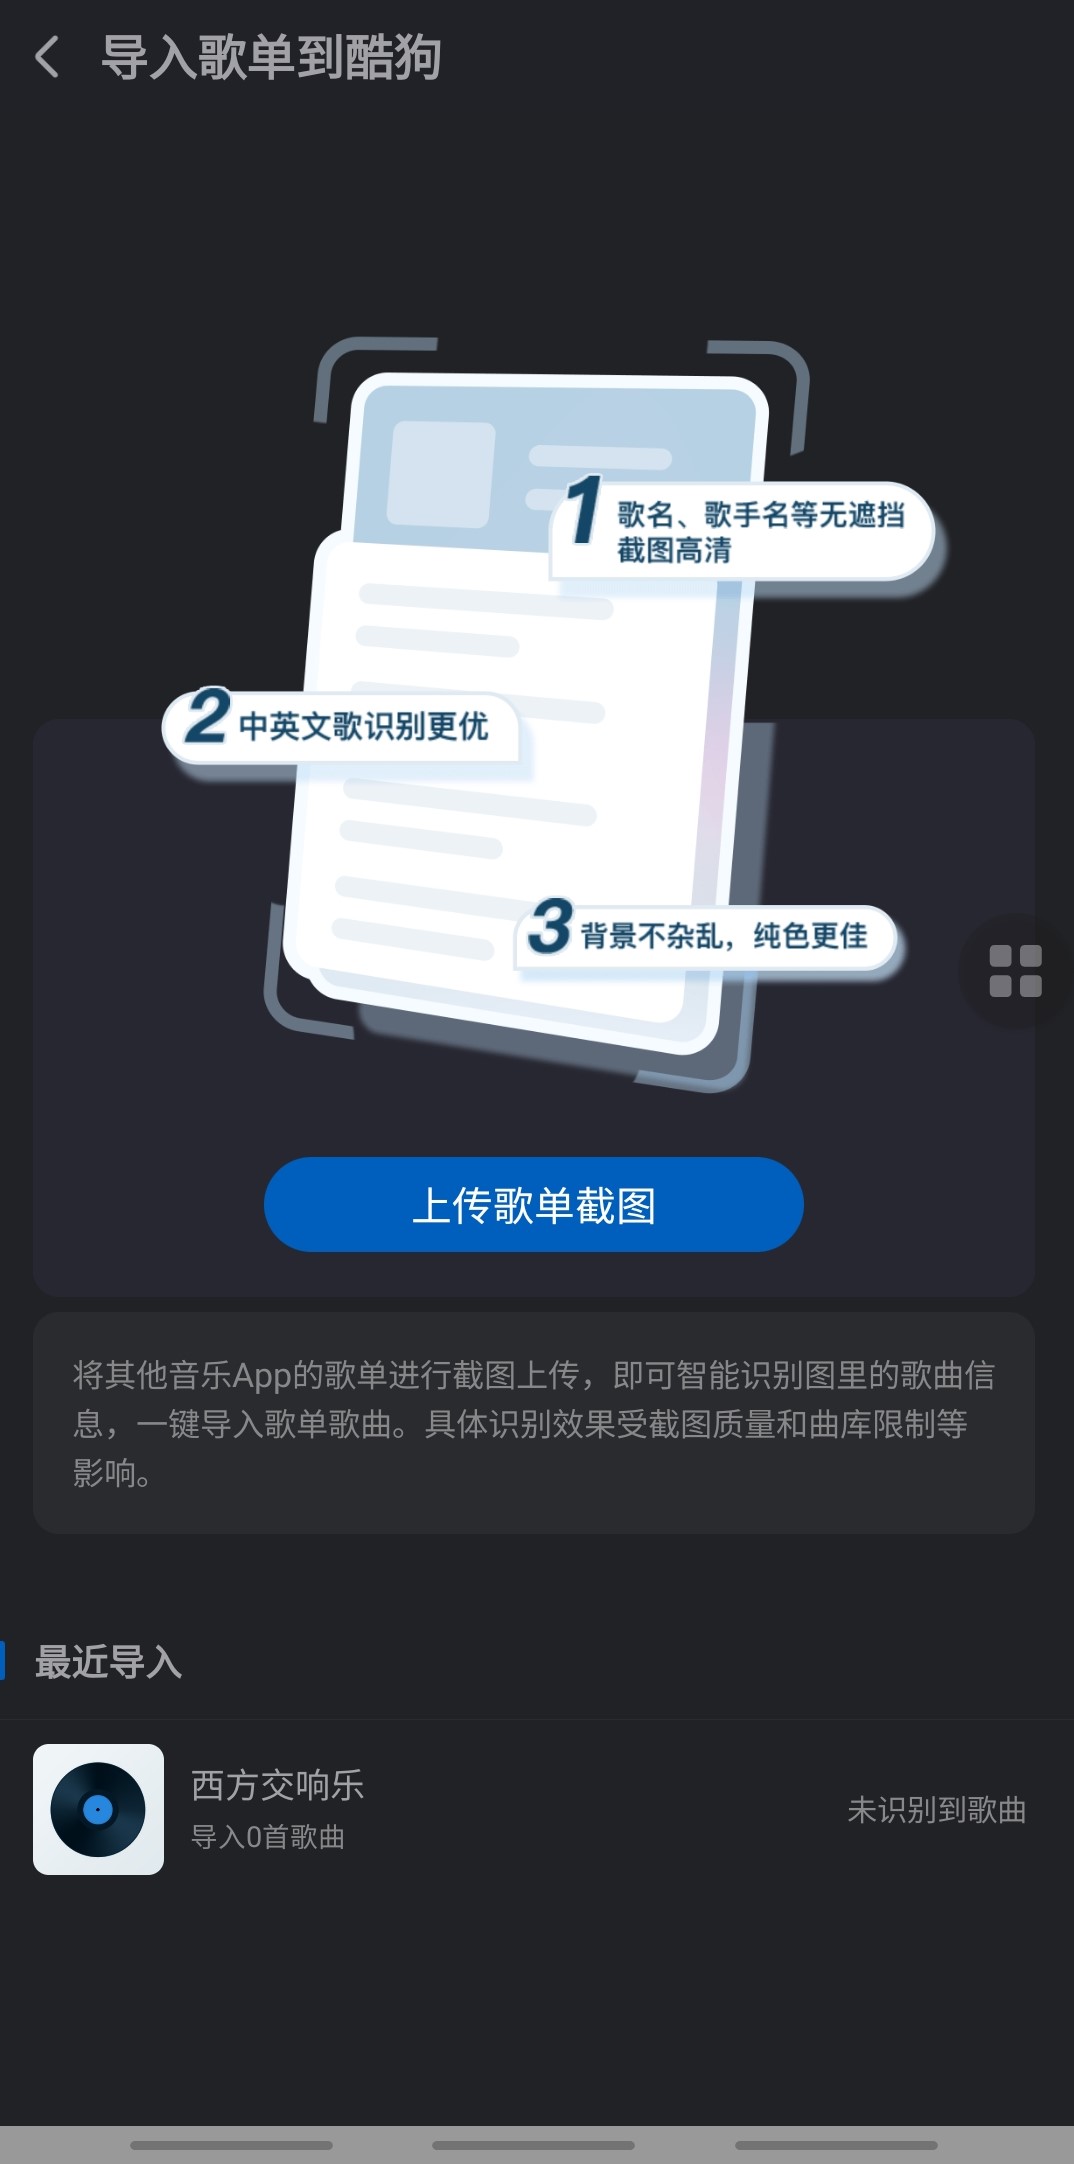 导入歌单到酷狗
1 歌名、歌手名等无遮挡
截图高清
2 中英文歌识别更优
3 背景不杂乱，纯色更佳
上传歌单截图
将其他音乐App的歌单进行截图上传，即可智能识别图里的歌曲信
息，一键导入歌单歌曲。具体识别效果受截图质量和曲库限制等
影响。
最近导入
西方交响乐
导入0首歌曲
未识别到歌曲